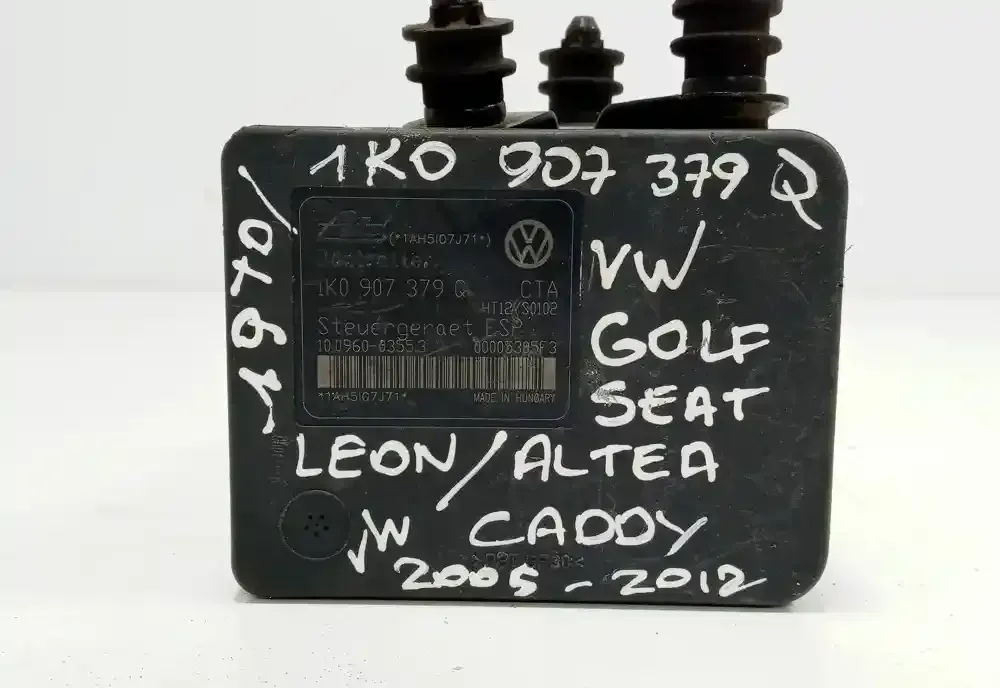 1K0 907 379 Q
-1970/
(*1AH5I07J71*)
1K0 907 379 Q CTA
HT12/S0102
Steuergeraet ESP
10.0960-0355.3 00008305F3
*1AH5I07J71* MADE IN HUNGARY
VW
GOLF
SEAT
LEON/ALTEA
VW CADDY
2005-2012